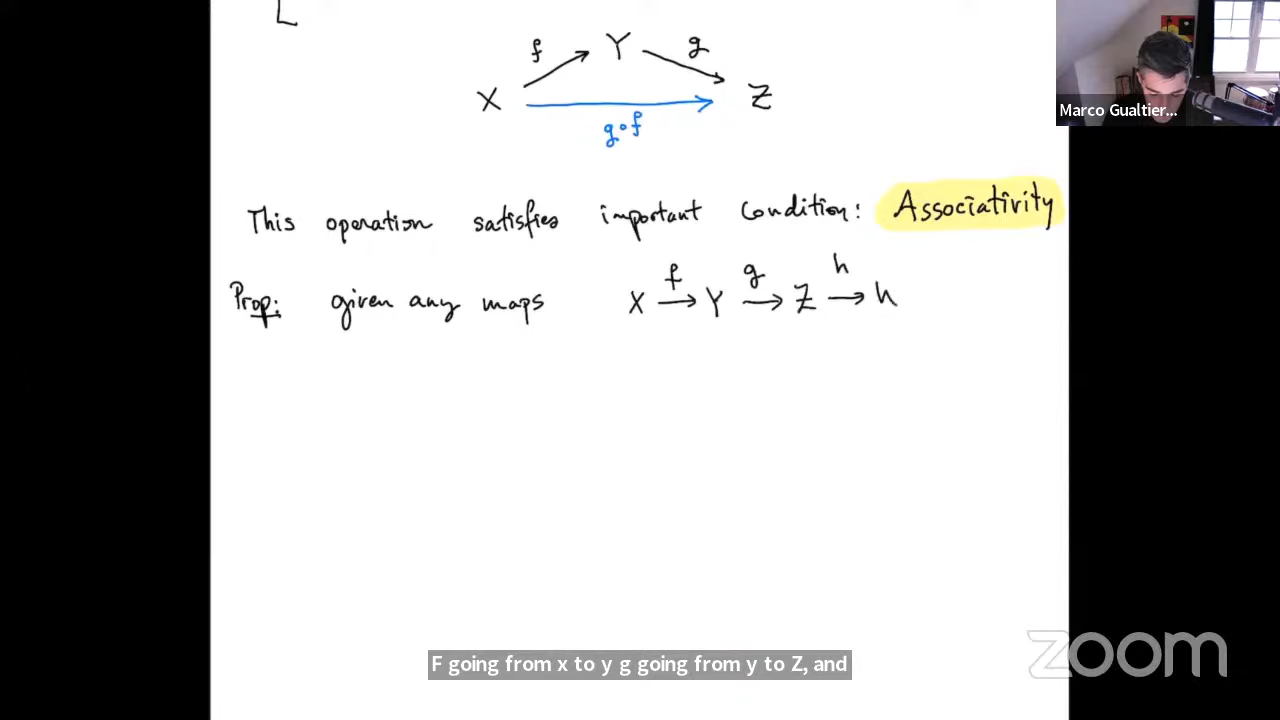 f Y g
X Z
g∘f
This operation satisfies important condition: Associativity
Prop: given any maps X f→ Y g→ Z h→ h
Marco Gualtier...
F going from x to y g going from y to Z, and
zoom